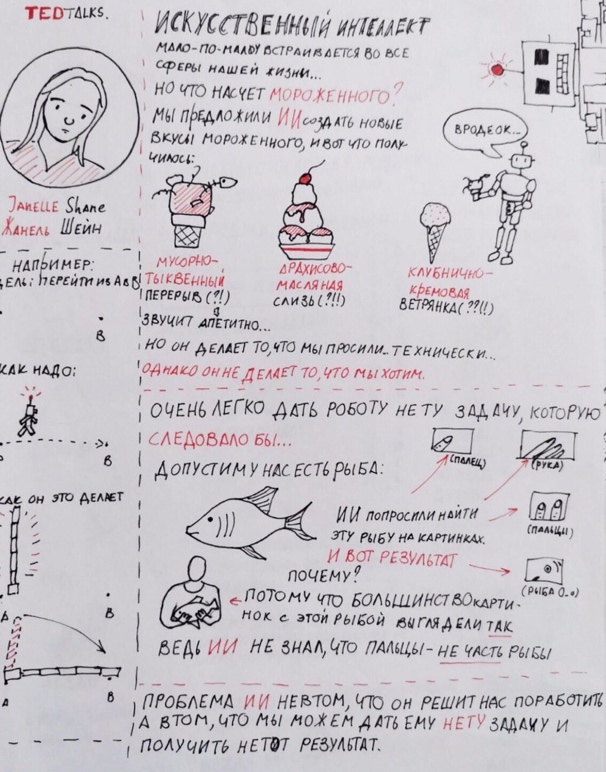 TEDTALKS.
JANELLE Shane
ЖАНЕЛЬ ШЕЙН
НАПРИМЕР:
ЦЕЛЬ: ПЕРЕЙТИ ИЗ А в В
В
КАК НАДО:
В
КАК ОН ЭТО ДЕЛАЕТ
А
В
А
В
ИСКУССТВЕННЫЙ ИНТЕЛЛЕКТ
МАЛО-ПО-МАЛУ ВСТРАИВАЕТСЯ ВО ВСЕ
СФЕРЫ НАШЕЙ ЖИЗНИ...
НО ЧТО НАСЧЕТ МОРОЖЕННОГО?
МЫ ПРЕДЛОЖИЛИ ИИ СОЗДАТЬ НОВЫЕ
ВКУСЫ МОРОЖЕННОГО, И ВОТ ЧТО ПОЛУ-
ЧИЛОСЬ:
ВРОДЕ ОК...
МУСОРНО-
ТЫКВЕННЫЙ
ПЕРЕРЫВ(?!)
АРАХИСОВО-
МАСЛЯНАЯ
СЛИЗЬ(?!!)
КЛУБНИЧНО-
КРЕМОВАЯ
ВЕТРЯНКА(??!!)
ЗВУЧИТ АПЕТИТНО...
НО ОН ДЕЛАЕТ ТО, ЧТО МЫ ПРОСИЛИ.. ТЕХНИЧЕСКИ...
ОДНАКО ОН НЕ ДЕЛАЕТ ТО, ЧТО МЫ ХОТИМ.
ОЧЕНЬ ЛЕГКО ДАТЬ РОБОТУ НЕ ТУ ЗАДАЧУ, КОТОРУЮ
СЛЕДОВАЛО БЫ...
ДОПУСТИМ У НАС ЕСТЬ РЫБА:
(ПАЛЕЦ)
(РУКА)
ИИ ПОПРОСИЛИ НАЙТИ
ЭТУ РЫБУ НА КАРТИНКАХ.
(ПАЛЬЦЫ)
И ВОТ РЕЗУЛЬТАТ
(РЫБА О.о)
ПОЧЕМУ?
ПОТОМУ ЧТО БОЛЬШИНСТВО КАРТИ-
НОК С ЭТОЙ РЫБОЙ ВЫГЛЯДЕЛИ ТАК
ВЕДЬ ИИ НЕ ЗНАЛ, ЧТО ПАЛЬЦЫ - НЕ ЧАСТЬ РЫБЫ
ПРОБЛЕМА ИИ НЕ В ТОМ, ЧТО ОН РЕШИТ НАС ПОРАБОТИТЬ
А В ТОМ, ЧТО МЫ МОЖЕМ ДАТЬ ЕМУ НЕ ТУ ЗАДАЧУ И
ПОЛУЧИТЬ НЕ ТОТ РЕЗУЛЬТАТ.